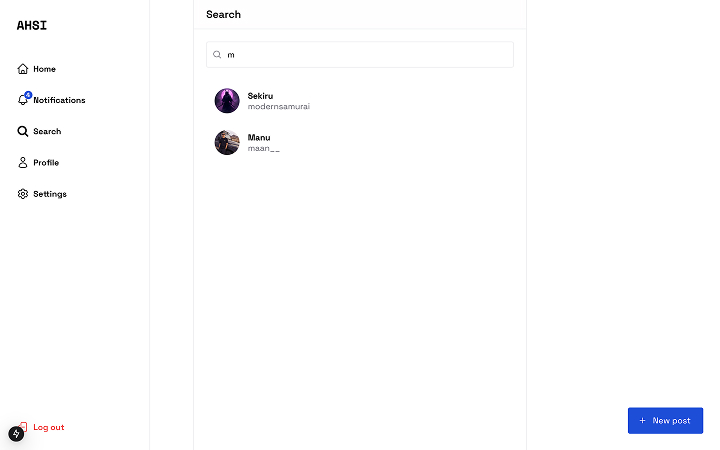 AHSI
Home
4
Notifications
Search
Profile
Settings
Log out
Search
m
Sekiru
modernsamurai
Manu
maan__
+ New post